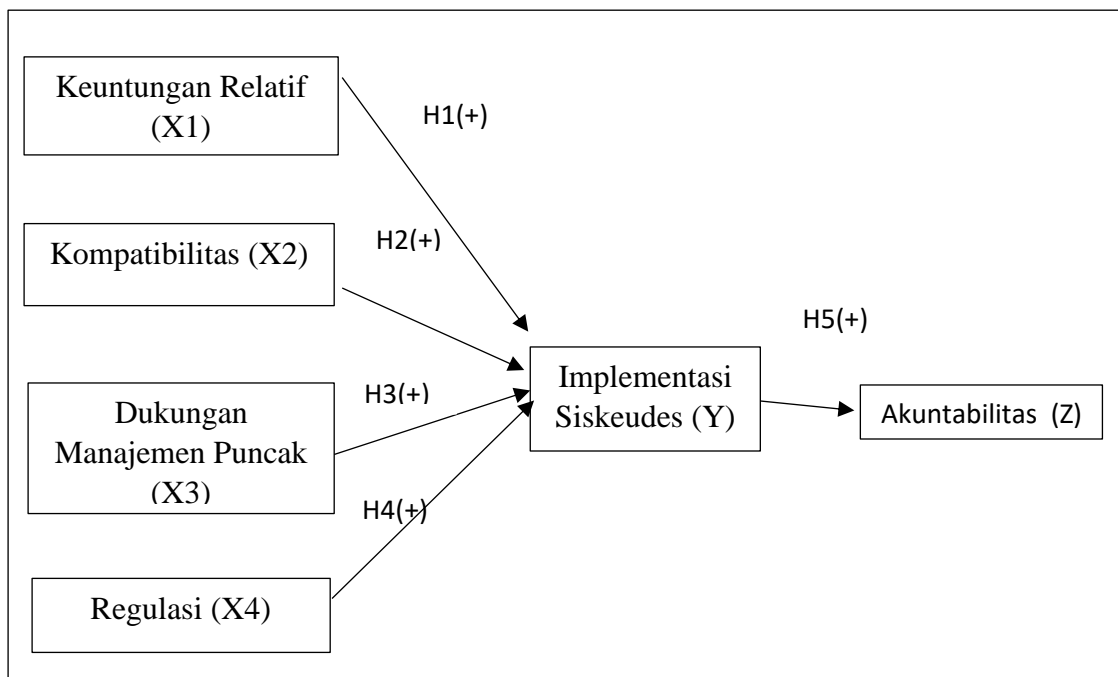 Keuntungan Relatif
(X1)
H1(+)
Kompatibilitas (X2)
H2(+)
Dukungan
Manajemen Puncak
(X3)
H3(+)
Regulasi (X4)
H4(+)
Implementasi
Siskeudes (Y)
H5(+)
Akuntabilitas (Z)